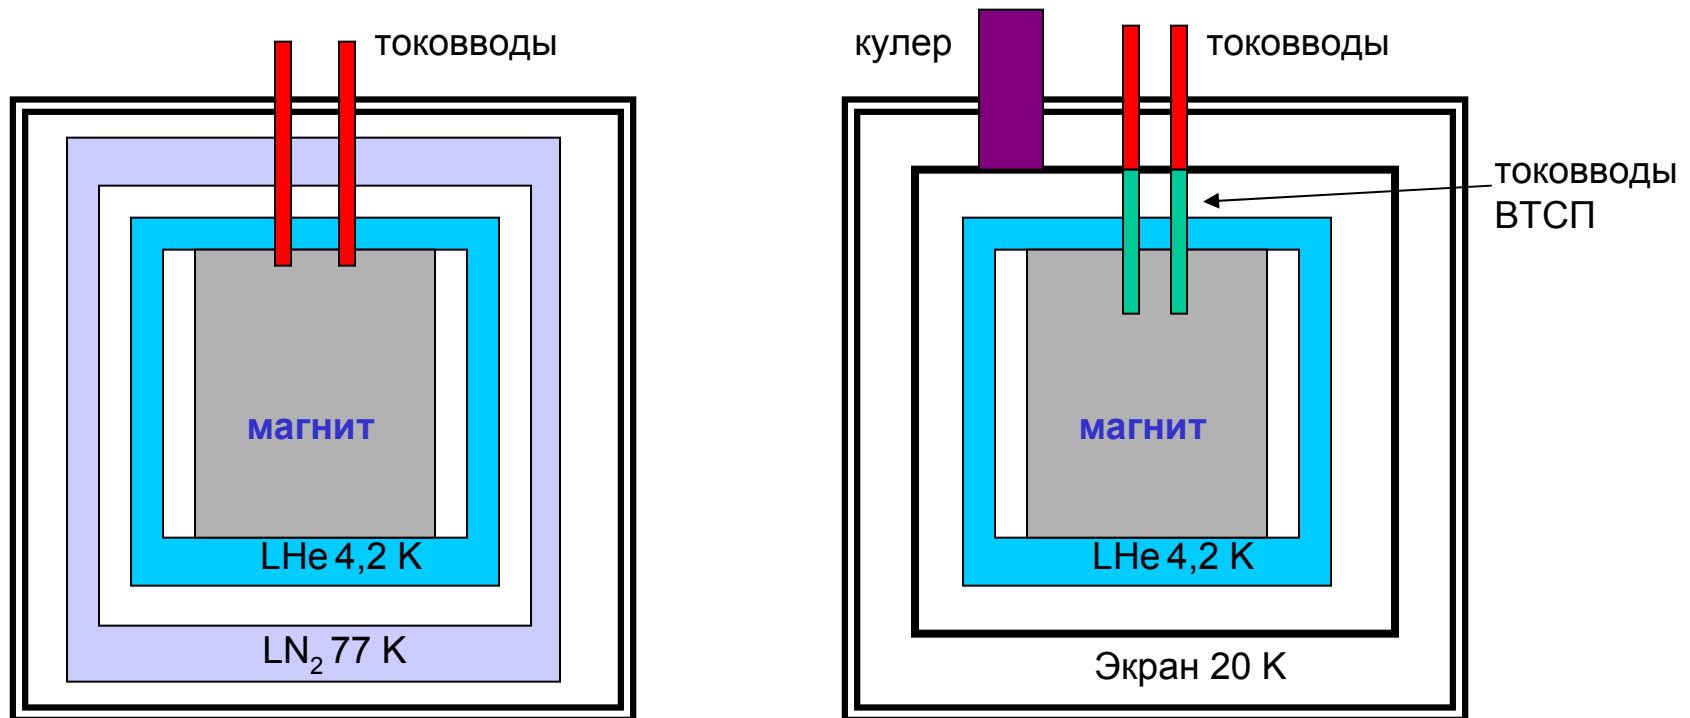 токовводы
магнит
LHe 4,2 K
LN2 77 K
кулер
токовводы
токовводы
ВТСП
магнит
LHe 4,2 K
Экран 20 K